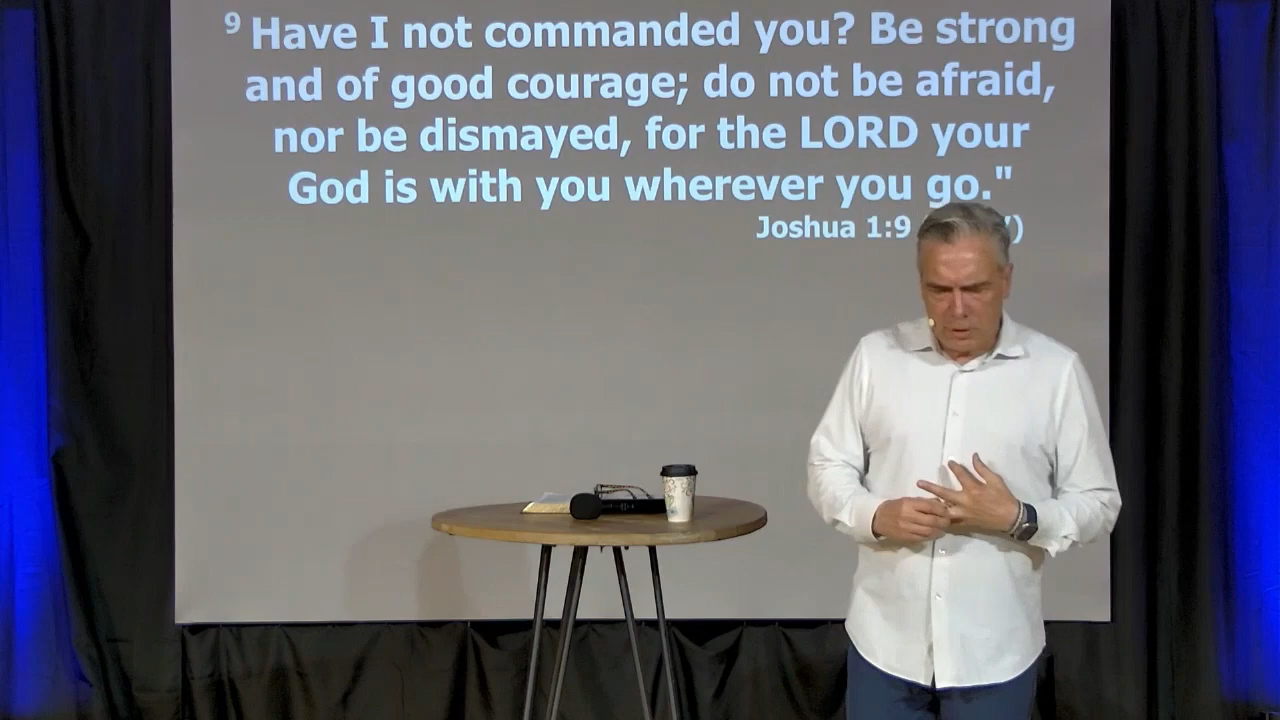 9 Have I not commanded you? Be strong
and of good courage; do not be afraid,
nor be dismayed, for the LORD your
God is with you wherever you go."
Joshua 1:9 )